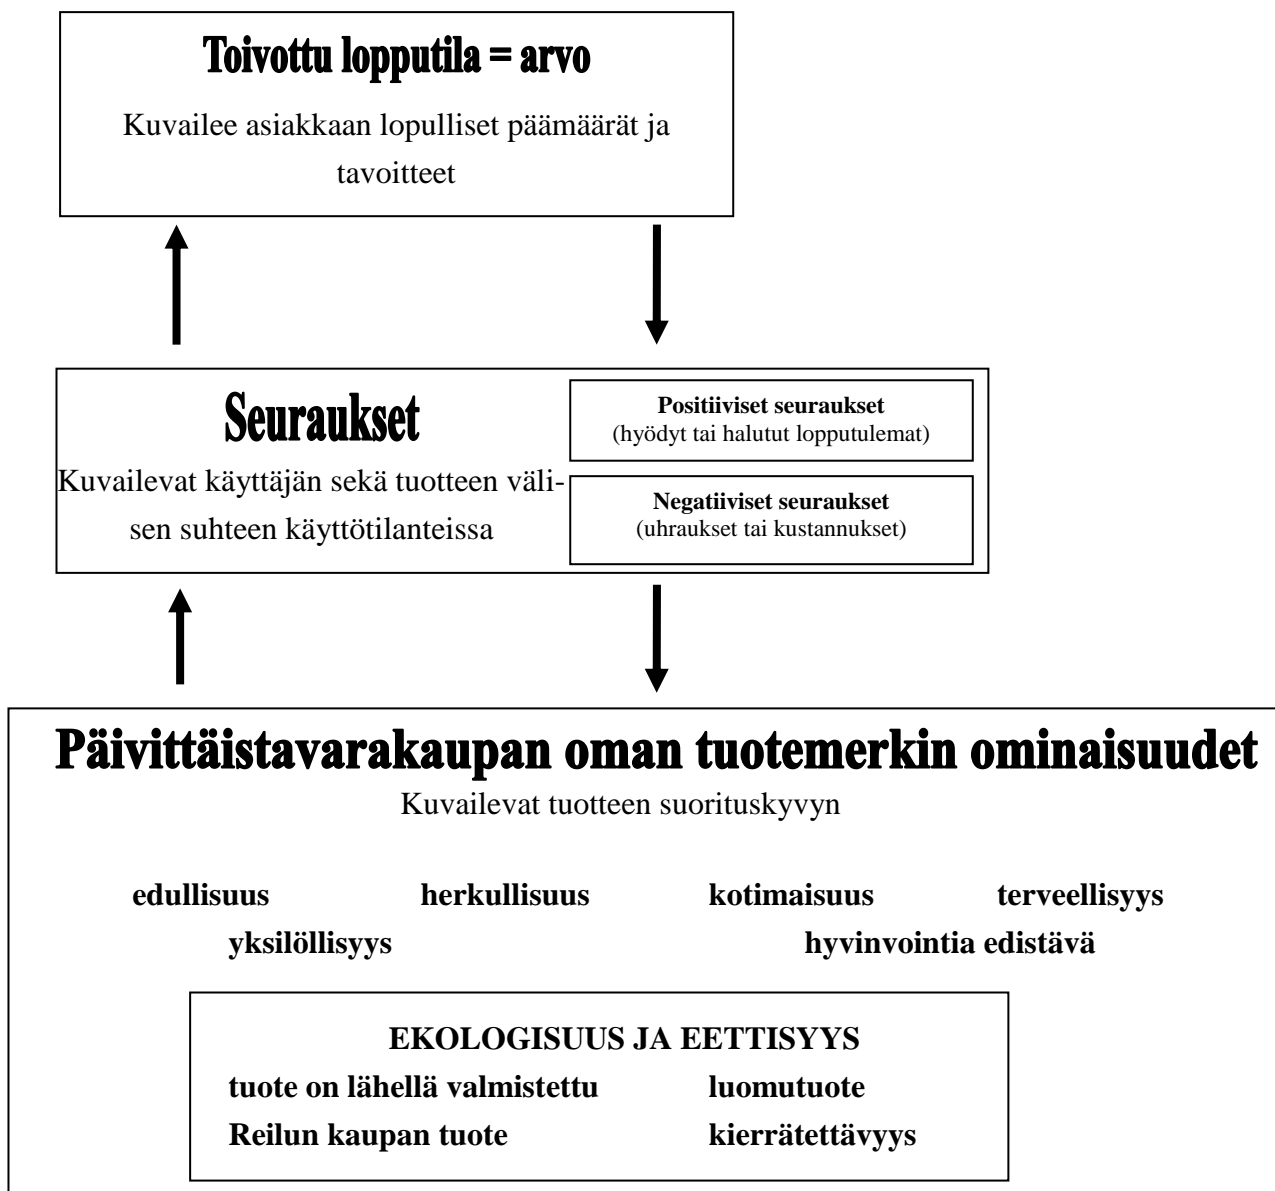 Toivottu lopputila = arvo
Kuvailee asiakkaan lopulliset päämäärät ja
tavoitteet
Seuraukset
Kuvailevat käyttäjän sekä tuotteen väli-
sen suhteen käyttötilanteissa
Positiiviset seuraukset
(hyödyt tai halutut lopputulemat)
Negatiiviset seuraukset
(uhraukset tai kustannukset)
Päivittäistavarakaupan oman tuotemerkin ominaisuudet
Kuvailevat tuotteen suorituskyvyn
edullisuus herkullisuus kotimaisuus terveellisyys
yksilöllisyys hyvinvointia edistävä
EKOLOGISUUS JA EETTISYYS
tuote on lähellä valmistettu luomutuote
Reilun kaupan tuote kierrätettävyys